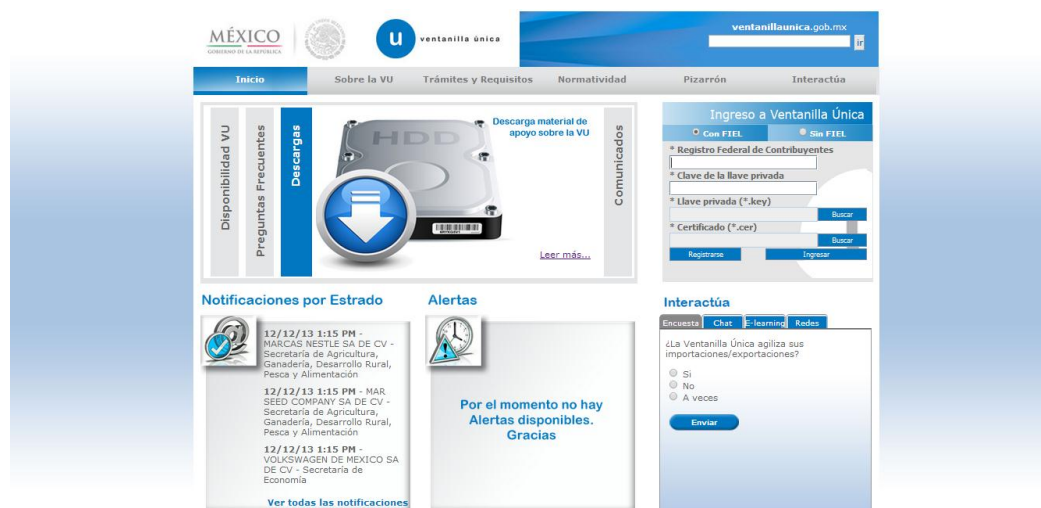 MÉXICO
GOBIERNO DE LA REPÚBLICA
u
ventanilla única
ventanillaunica.gob.mx
ir
Inicio
Sobre la VU
Trámites y Requisitos
Normatividad
Pizarrón
Interactúa
Disponibilidad VU
Preguntas Frecuentes
Descargas
HDD
Descarga material de
apoyo sobre la VU
Leer más...
Comunicados
Ingreso a Ventanilla Única
Con FIEL
Sin FIEL
* Registro Federal de Contribuyentes
* Clave de la llave privada
* Llave privada (*.key)
Buscar
* Certificado (*.cer)
Buscar
Registrarse
Ingresar
Notificaciones por Estrado
12/12/13 1:15 PM -
MARCAS NESTLE SA DE CV -
Secretaría de Agricultura,
Ganadería, Desarrollo Rural,
Pesca y Alimentación
12/12/13 1:15 PM - MAR
SEED COMPANY SA DE CV -
Secretaría de Agricultura,
Ganadería, Desarrollo Rural,
Pesca y Alimentación
12/12/13 1:15 PM -
VOLKSWAGEN DE MEXICO SA
DE CV - Secretaría de
Economía
Ver todas las notificaciones
Alertas
Por el momento no hay
Alertas disponibles.
Gracias
Interactúa
Encuesta
Chat
E-learning
Redes
¿La Ventanilla Única agiliza sus
importaciones/exportaciones?
Si
No
A veces
Enviar